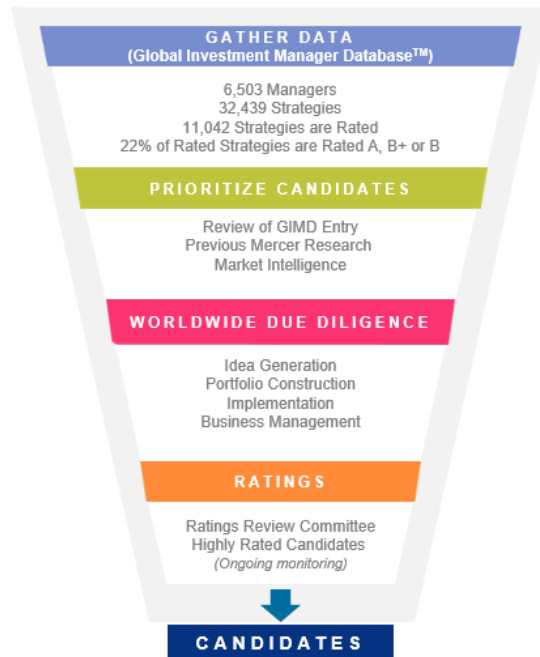 GATHER DATA
(Global Investment Manager Database™)
6,503 Managers
32,439 Strategies
11,042 Strategies are Rated
22% of Rated Strategies are Rated A, B+ or B
PRIORITIZE CANDIDATES
Review of GIMD Entry
Previous Mercer Research
Market Intelligence
WORLDWIDE DUE DILIGENCE
Idea Generation
Portfolio Construction
Implementation
Business Management
RATINGS
Ratings Review Committee
Highly Rated Candidates
(Ongoing monitoring)
CANDIDATES